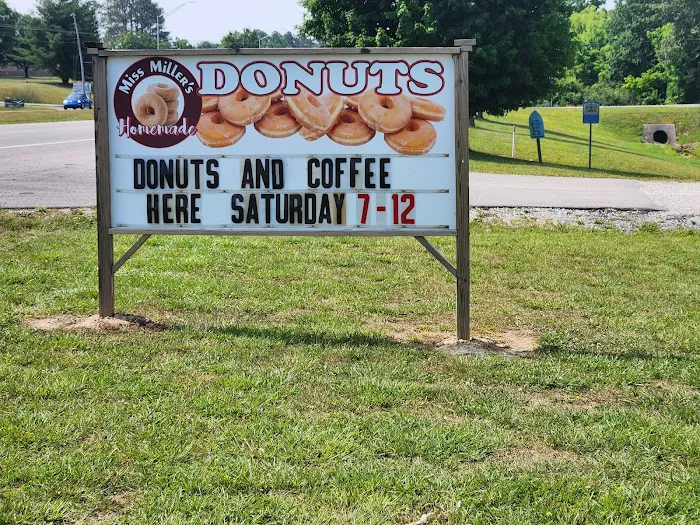 Miss Miller's
Homemade
DONUTS
DONUTS AND COFFEE
HERE SATURDAY 7-12